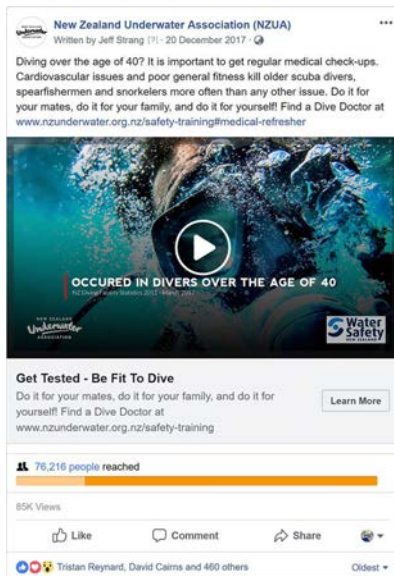 New Zealand Underwater Association (NZUA)
Written by Jeff Strang [?] · 20 December 2017 ·
Diving over the age of 40? It is important to get regular medical check-ups.
Cardiovascular issues and poor general fitness kill older scuba divers,
spearfishermen and snorkelers more often than any other issue. Do it for
your mates, do it for your family, and do it for yourself! Find a Dive Doctor at
www.nzunderwater.org.nz/safety-training#medical-refresher
OCCURED IN DIVERS OVER THE AGE OF 40
NEW ZEALAND
Underwater
ASSOCIATION
Water
Safety
NEW ZEALAND
Get Tested - Be Fit To Dive
Do it for your mates, do it for your family, and do it for
yourself! Find a Dive Doctor at
www.nzunderwater.org.nz/safety-training
Learn More
76,216 people reached
85K Views
Like Comment Share
Tristan Reynard, David Cairns and 460 others
Oldest